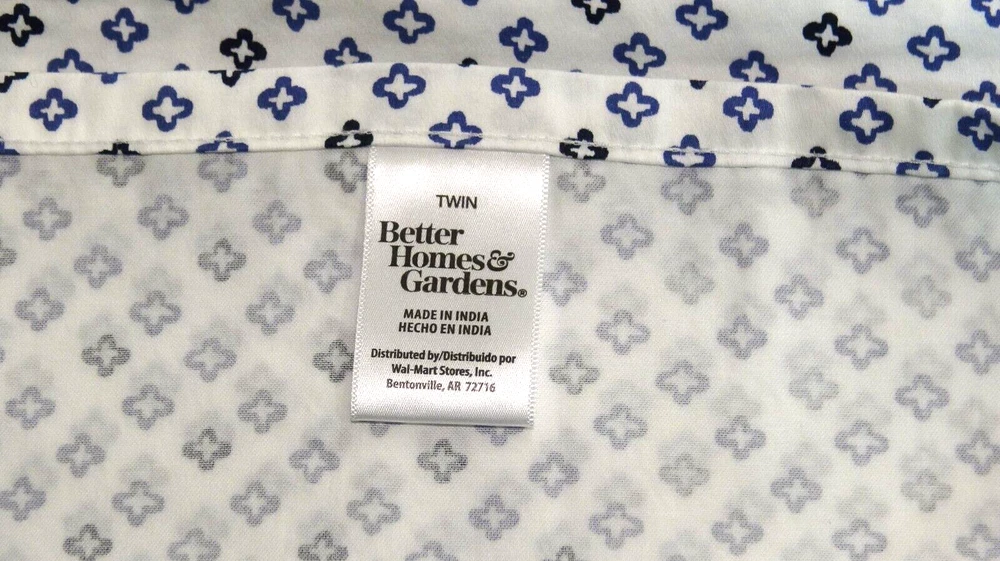 TWIN
Better
Homes&
Gardens®
MADE IN INDIA
HECHO EN INDIA
Distributed by/Distribuido por
Wal-Mart Stores, Inc.
Bentonville, AR 72716